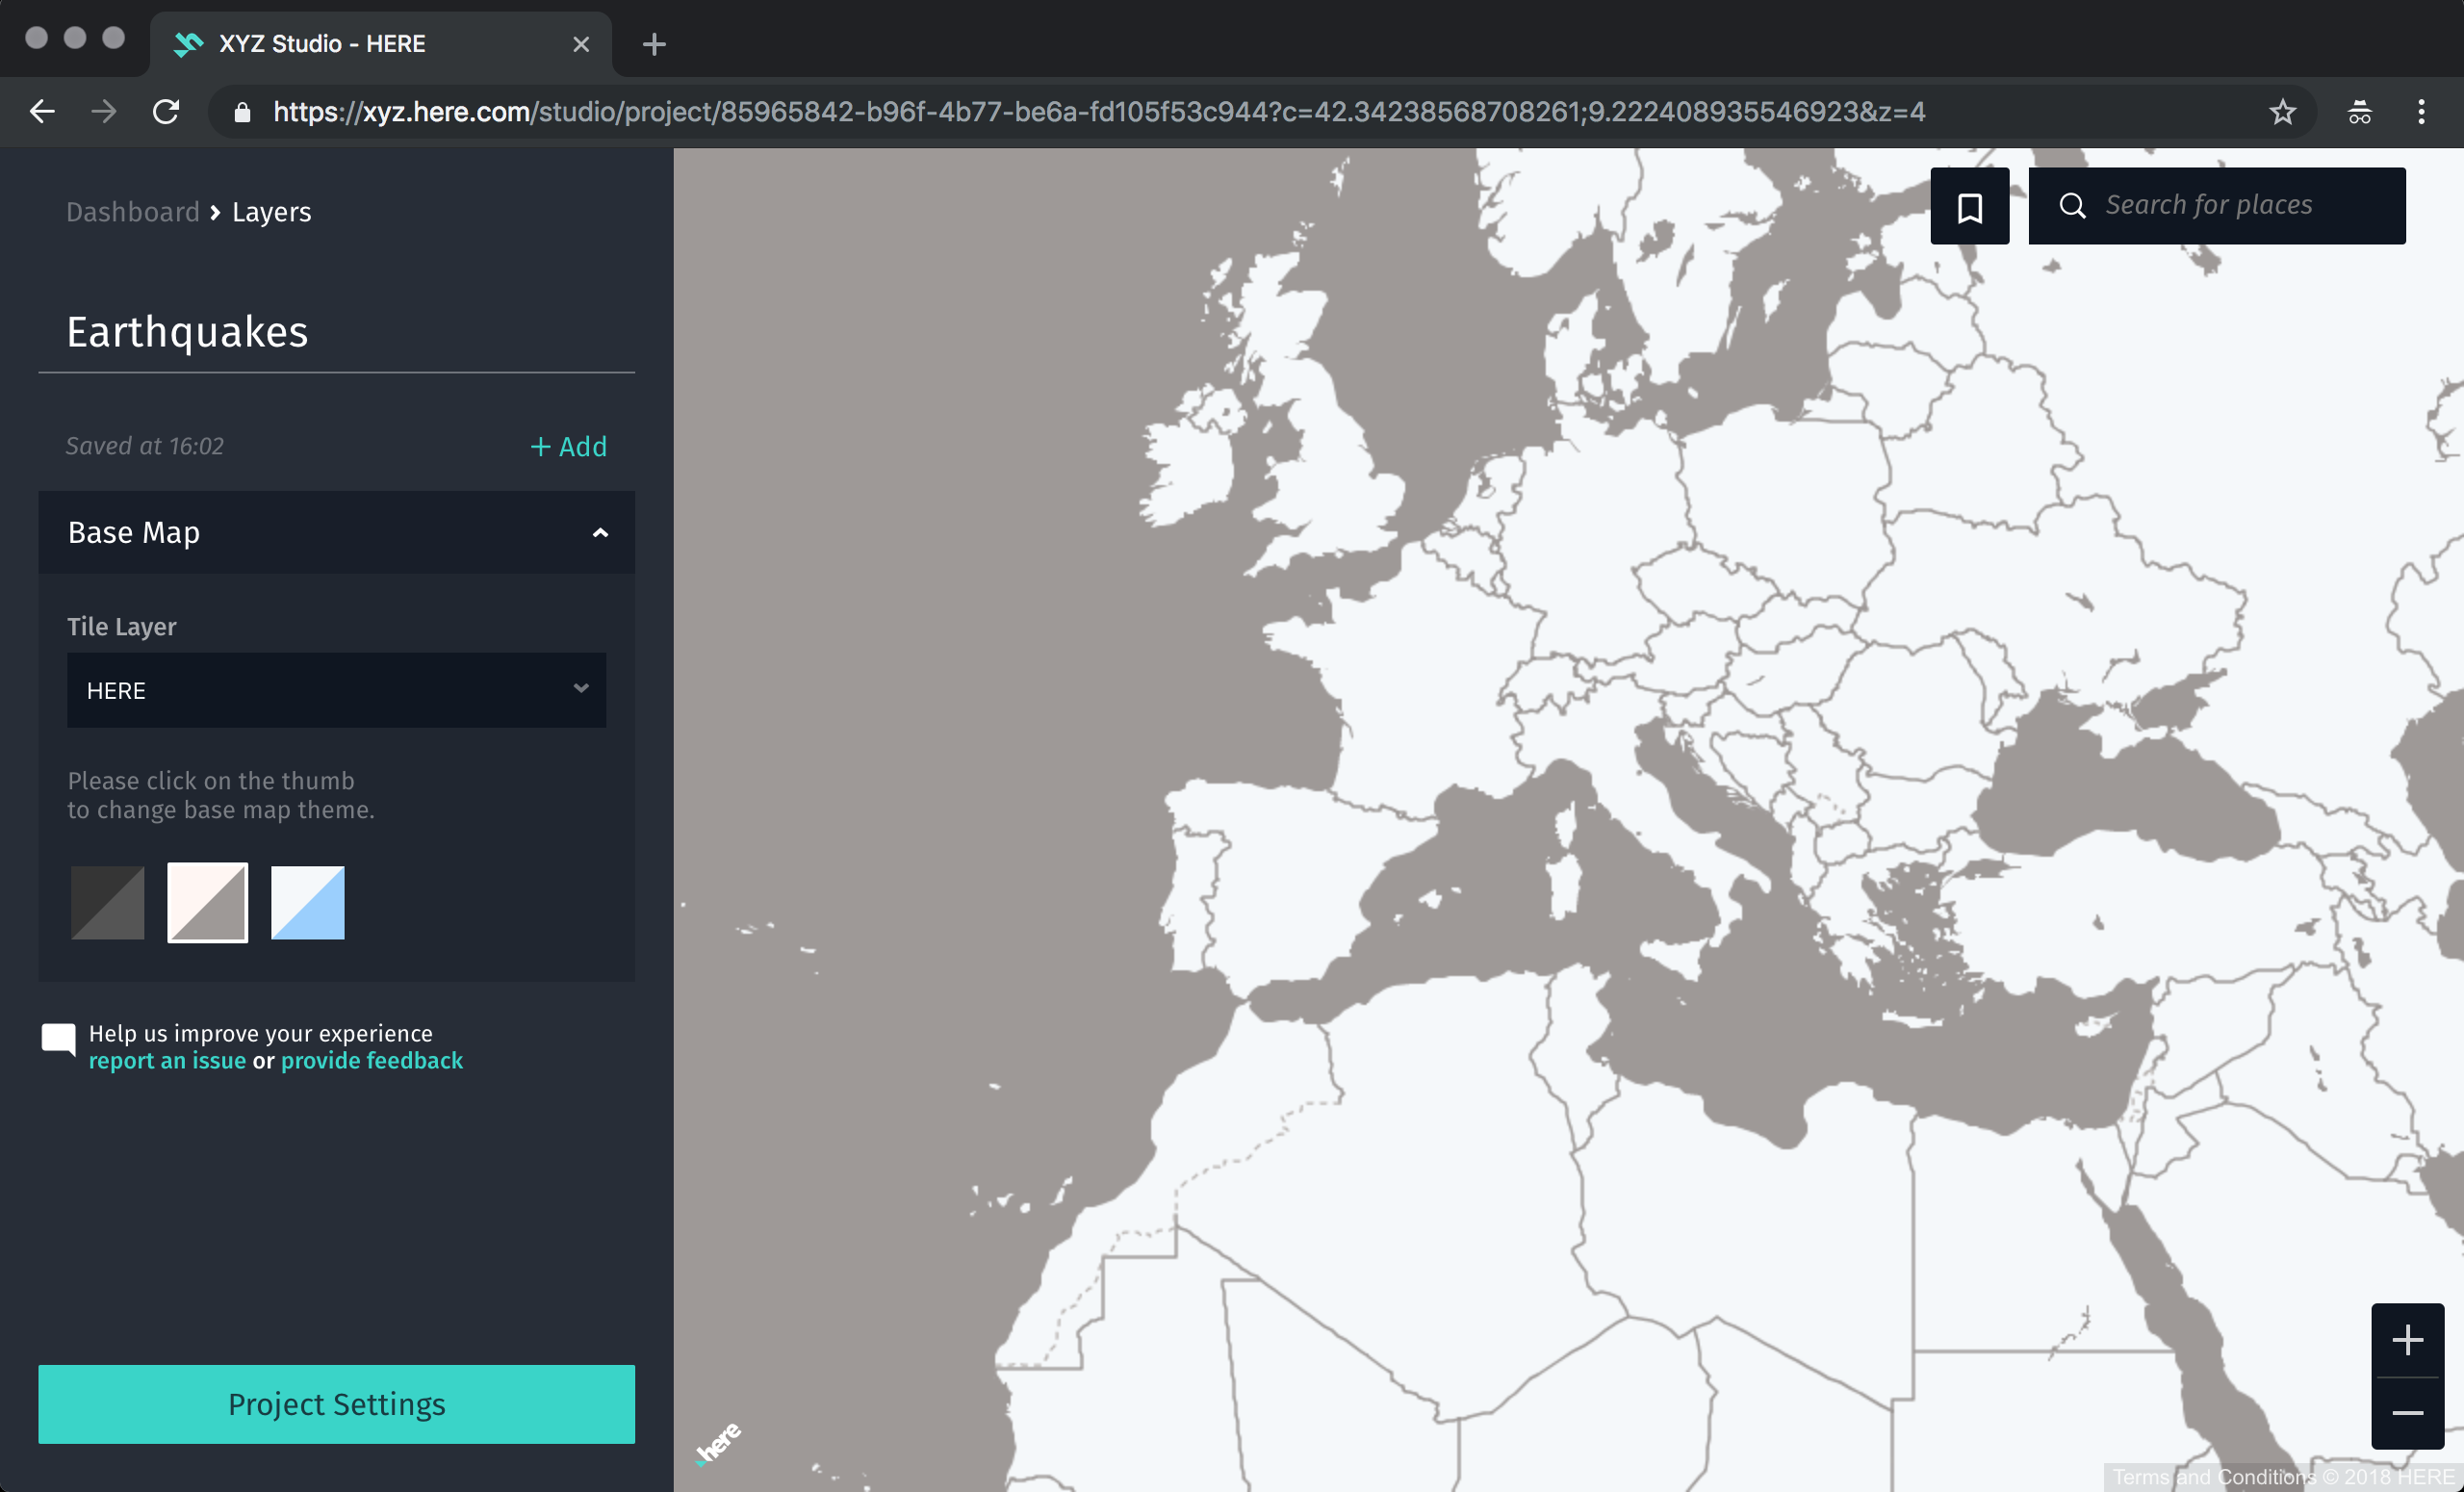 XYZ Studio - HERE
https://xyz.here.com/studio/project/85965842-b96f-4b77-be6a-fd105f53c944?c=42.34238568708261;9.222408935546923&z=4
Dashboard › Layers
Search for places
Earthquakes
Saved at 16:02
+ Add
Base Map
Tile Layer
HERE
Please click on the thumb
to change base map theme.
Help us improve your experience
report an issue or provide feedback
Project Settings
here
Terms and Conditions © 2018 HERE